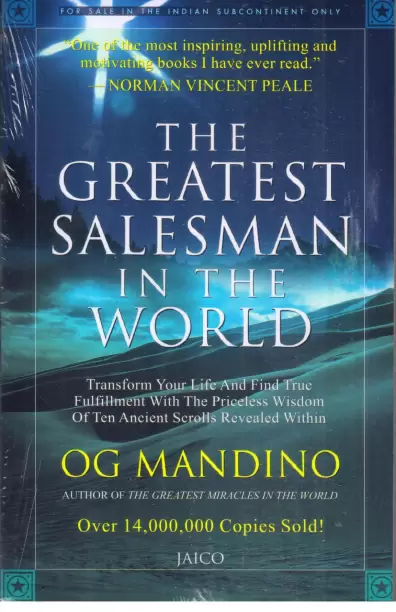 FOR SALE IN THE INDIAN SUBCONTINENT ONLY
"One of the most inspiring, uplifting and
motivating books I have ever read."
—NORMAN VINCENT PEALE
THE
GREATEST
SALESMAN
IN THE
WORLD
Transform Your Life And Find True
Fulfillment With The Priceless Wisdom
Of Ten Ancient Scrolls Revealed Within
OG MANDINO
AUTHOR OF THE GREATEST MIRACLES IN THE WORLD
Over 14,000,000 Copies Sold!
JAICO